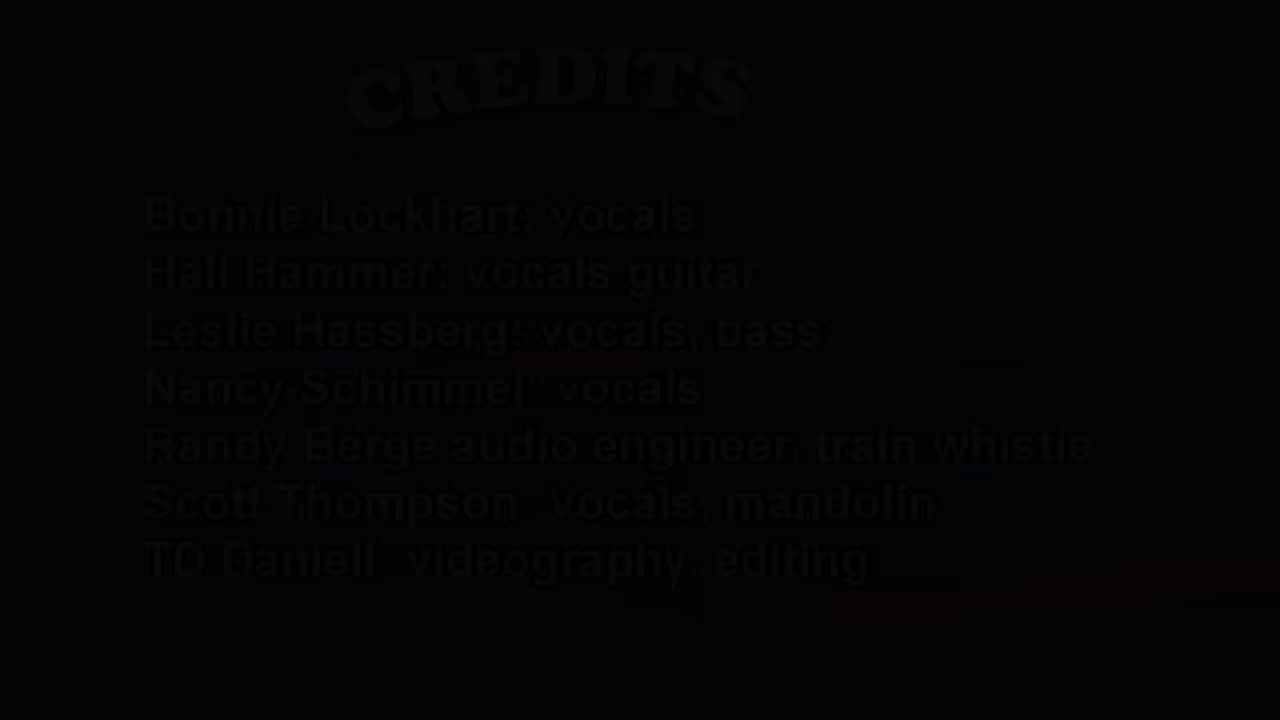 CREDITS
Bonnie Lockhart: vocals
Hali Hammer: vocals guitar
Leslie Hassberg: vocals, bass
Nancy Schimmel: vocals
Randy Berge audio engineer, train whistle
Scott Thompson, vocals, mandolin
TD Daniell videography, editing